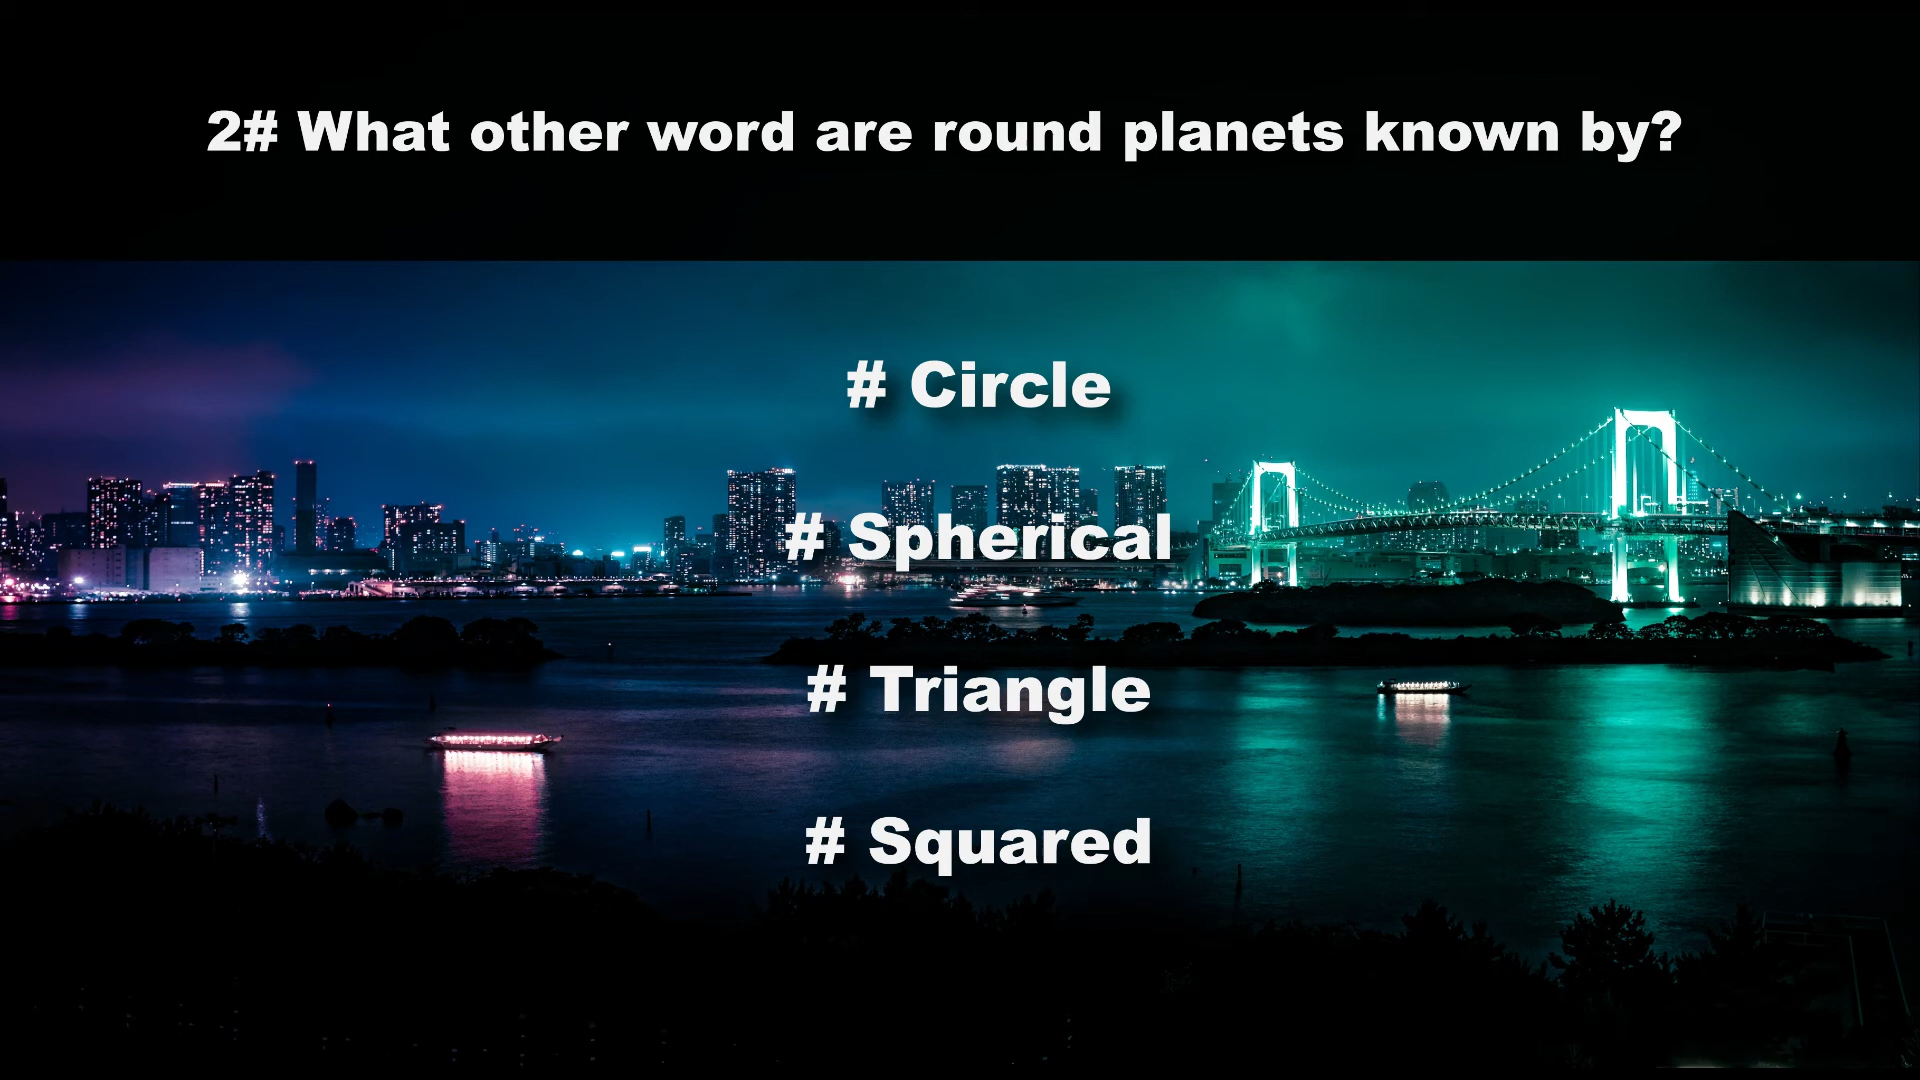 2# What other word are round planets known by?
# Circle
# Spherical
# Triangle
# Squared